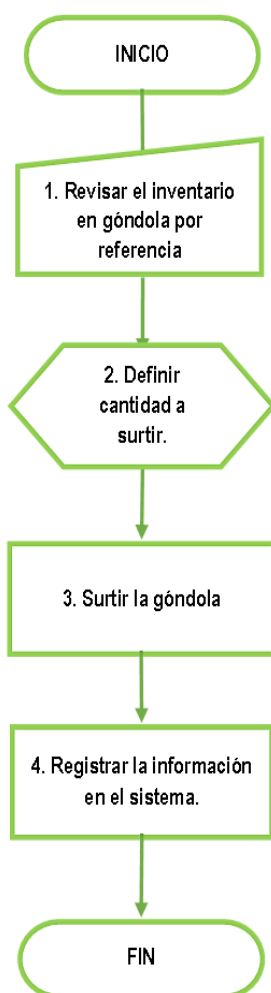 INICIO
1. Revisar el inventario
en góndola por
referencia
2. Definir
cantidad a
surtir.
3. Surtir la góndola
4. Registrar la información
en el sistema.
FIN